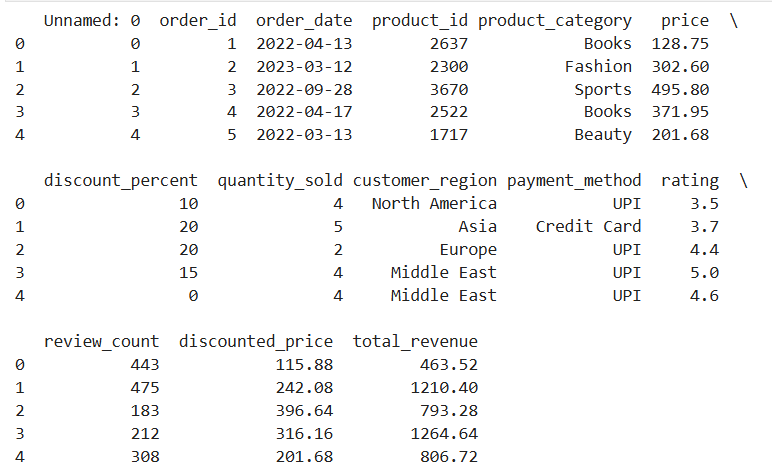 Unnamed: 0 order_id order_date product_id product_category price \
0 0 1 2022-04-13 2637 Books 128.75
1 1 2 2023-03-12 2300 Fashion 302.60
2 2 3 2022-09-28 3670 Sports 495.80
3 3 4 2022-04-17 2522 Books 371.95
4 4 5 2022-03-13 1717 Beauty 201.68
discount_percent quantity_sold customer_region payment_method rating \
0 10 4 North America UPI 3.5
1 20 5 Asia Credit Card 3.7
2 20 2 Europe UPI 4.4
3 15 4 Middle East UPI 5.0
4 0 4 Middle East UPI 4.6
review_count discounted_price total_revenue
0 443 115.88 463.52
1 475 242.08 1210.40
2 183 396.64 793.28
3 212 316.16 1264.64
4 308 201.68 806.72